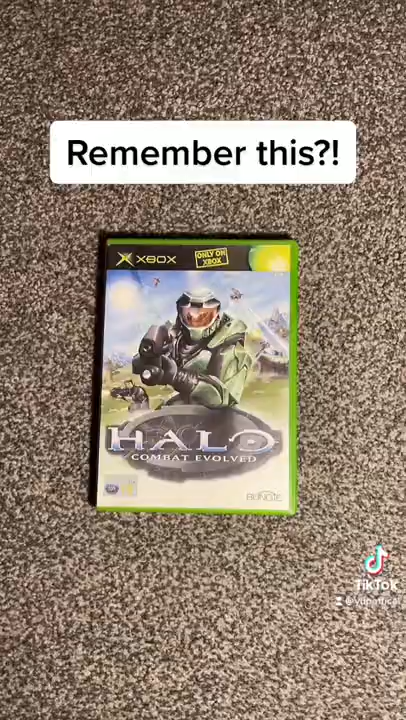 Remember this?!
XBOX
ONLY ON
XBOX
HALO
COMBAT EVOLVED
BUNGIE
TikTok